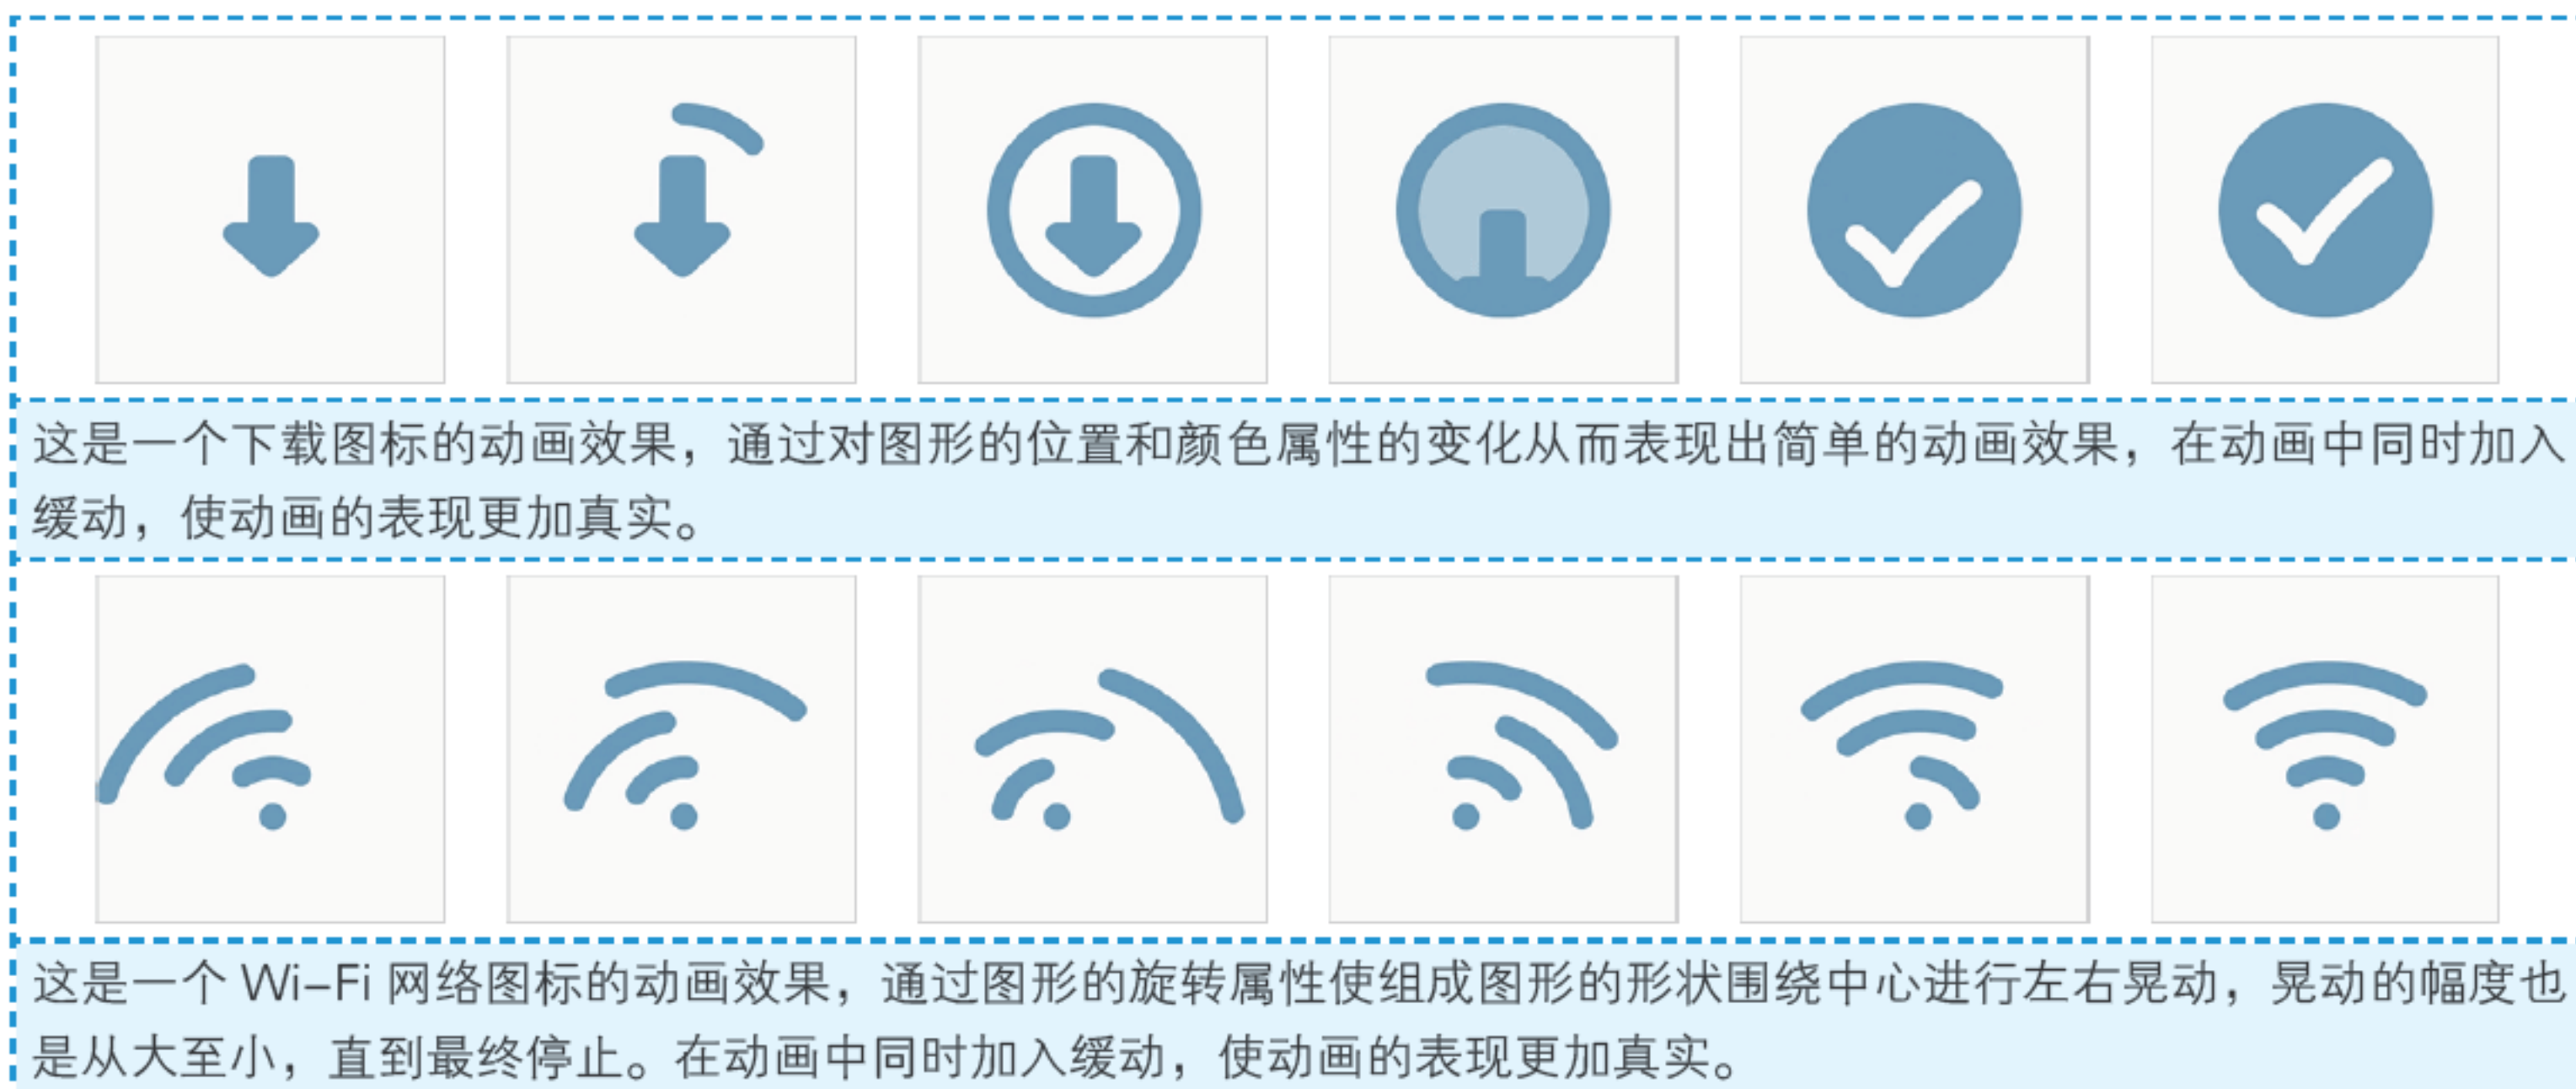 这是一个下载图标的动画效果，通过对图形的位置和颜色属性的变化从而表现出简单的动画效果，在动画中同时加入
缓动，使动画的表现更加真实。
这是一个 Wi-Fi 网络图标的动画效果，通过图形的旋转属性使组成图形的形状围绕中心进行左右晃动，晃动的幅度也
是从大至小，直到最终停止。在动画中同时加入缓动，使动画的表现更加真实。